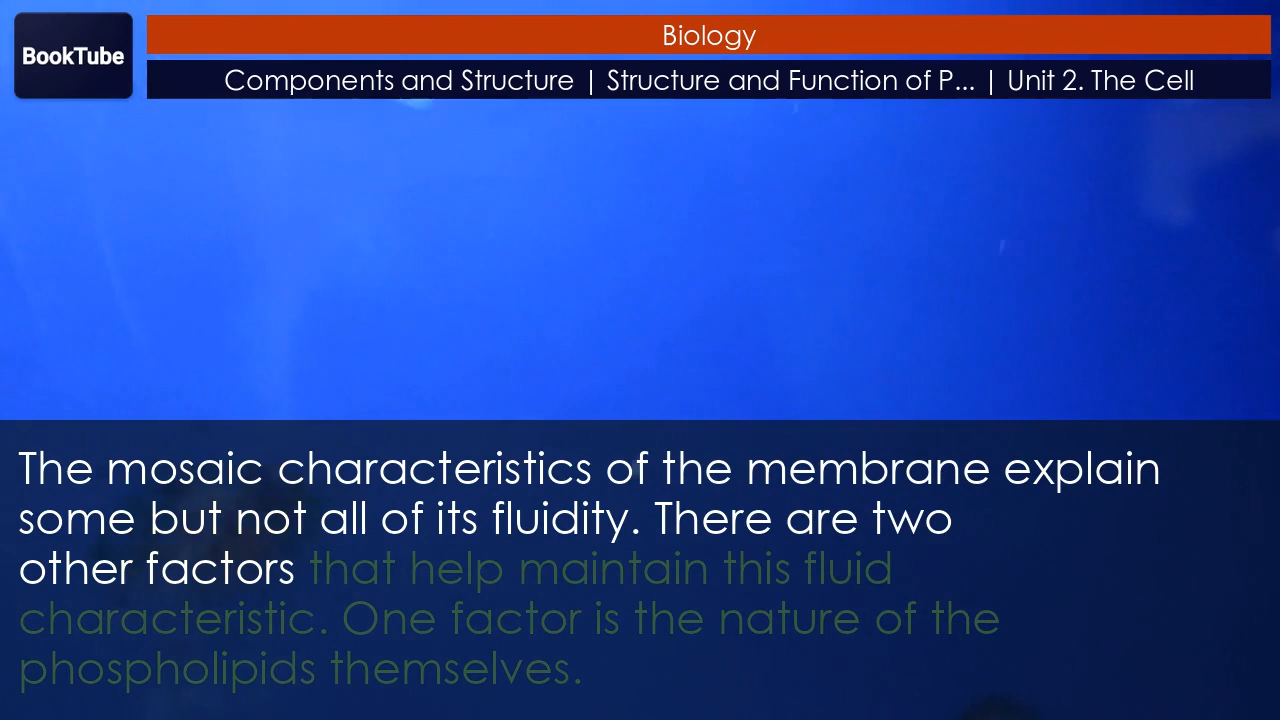 BookTube
Biology
Components and Structure | Structure and Function of P... | Unit 2. The Cell
The mosaic characteristics of the membrane explain
some but not all of its fluidity. There are two
other factors that help maintain this fluid
characteristic. One factor is the nature of the
phospholipids themselves.